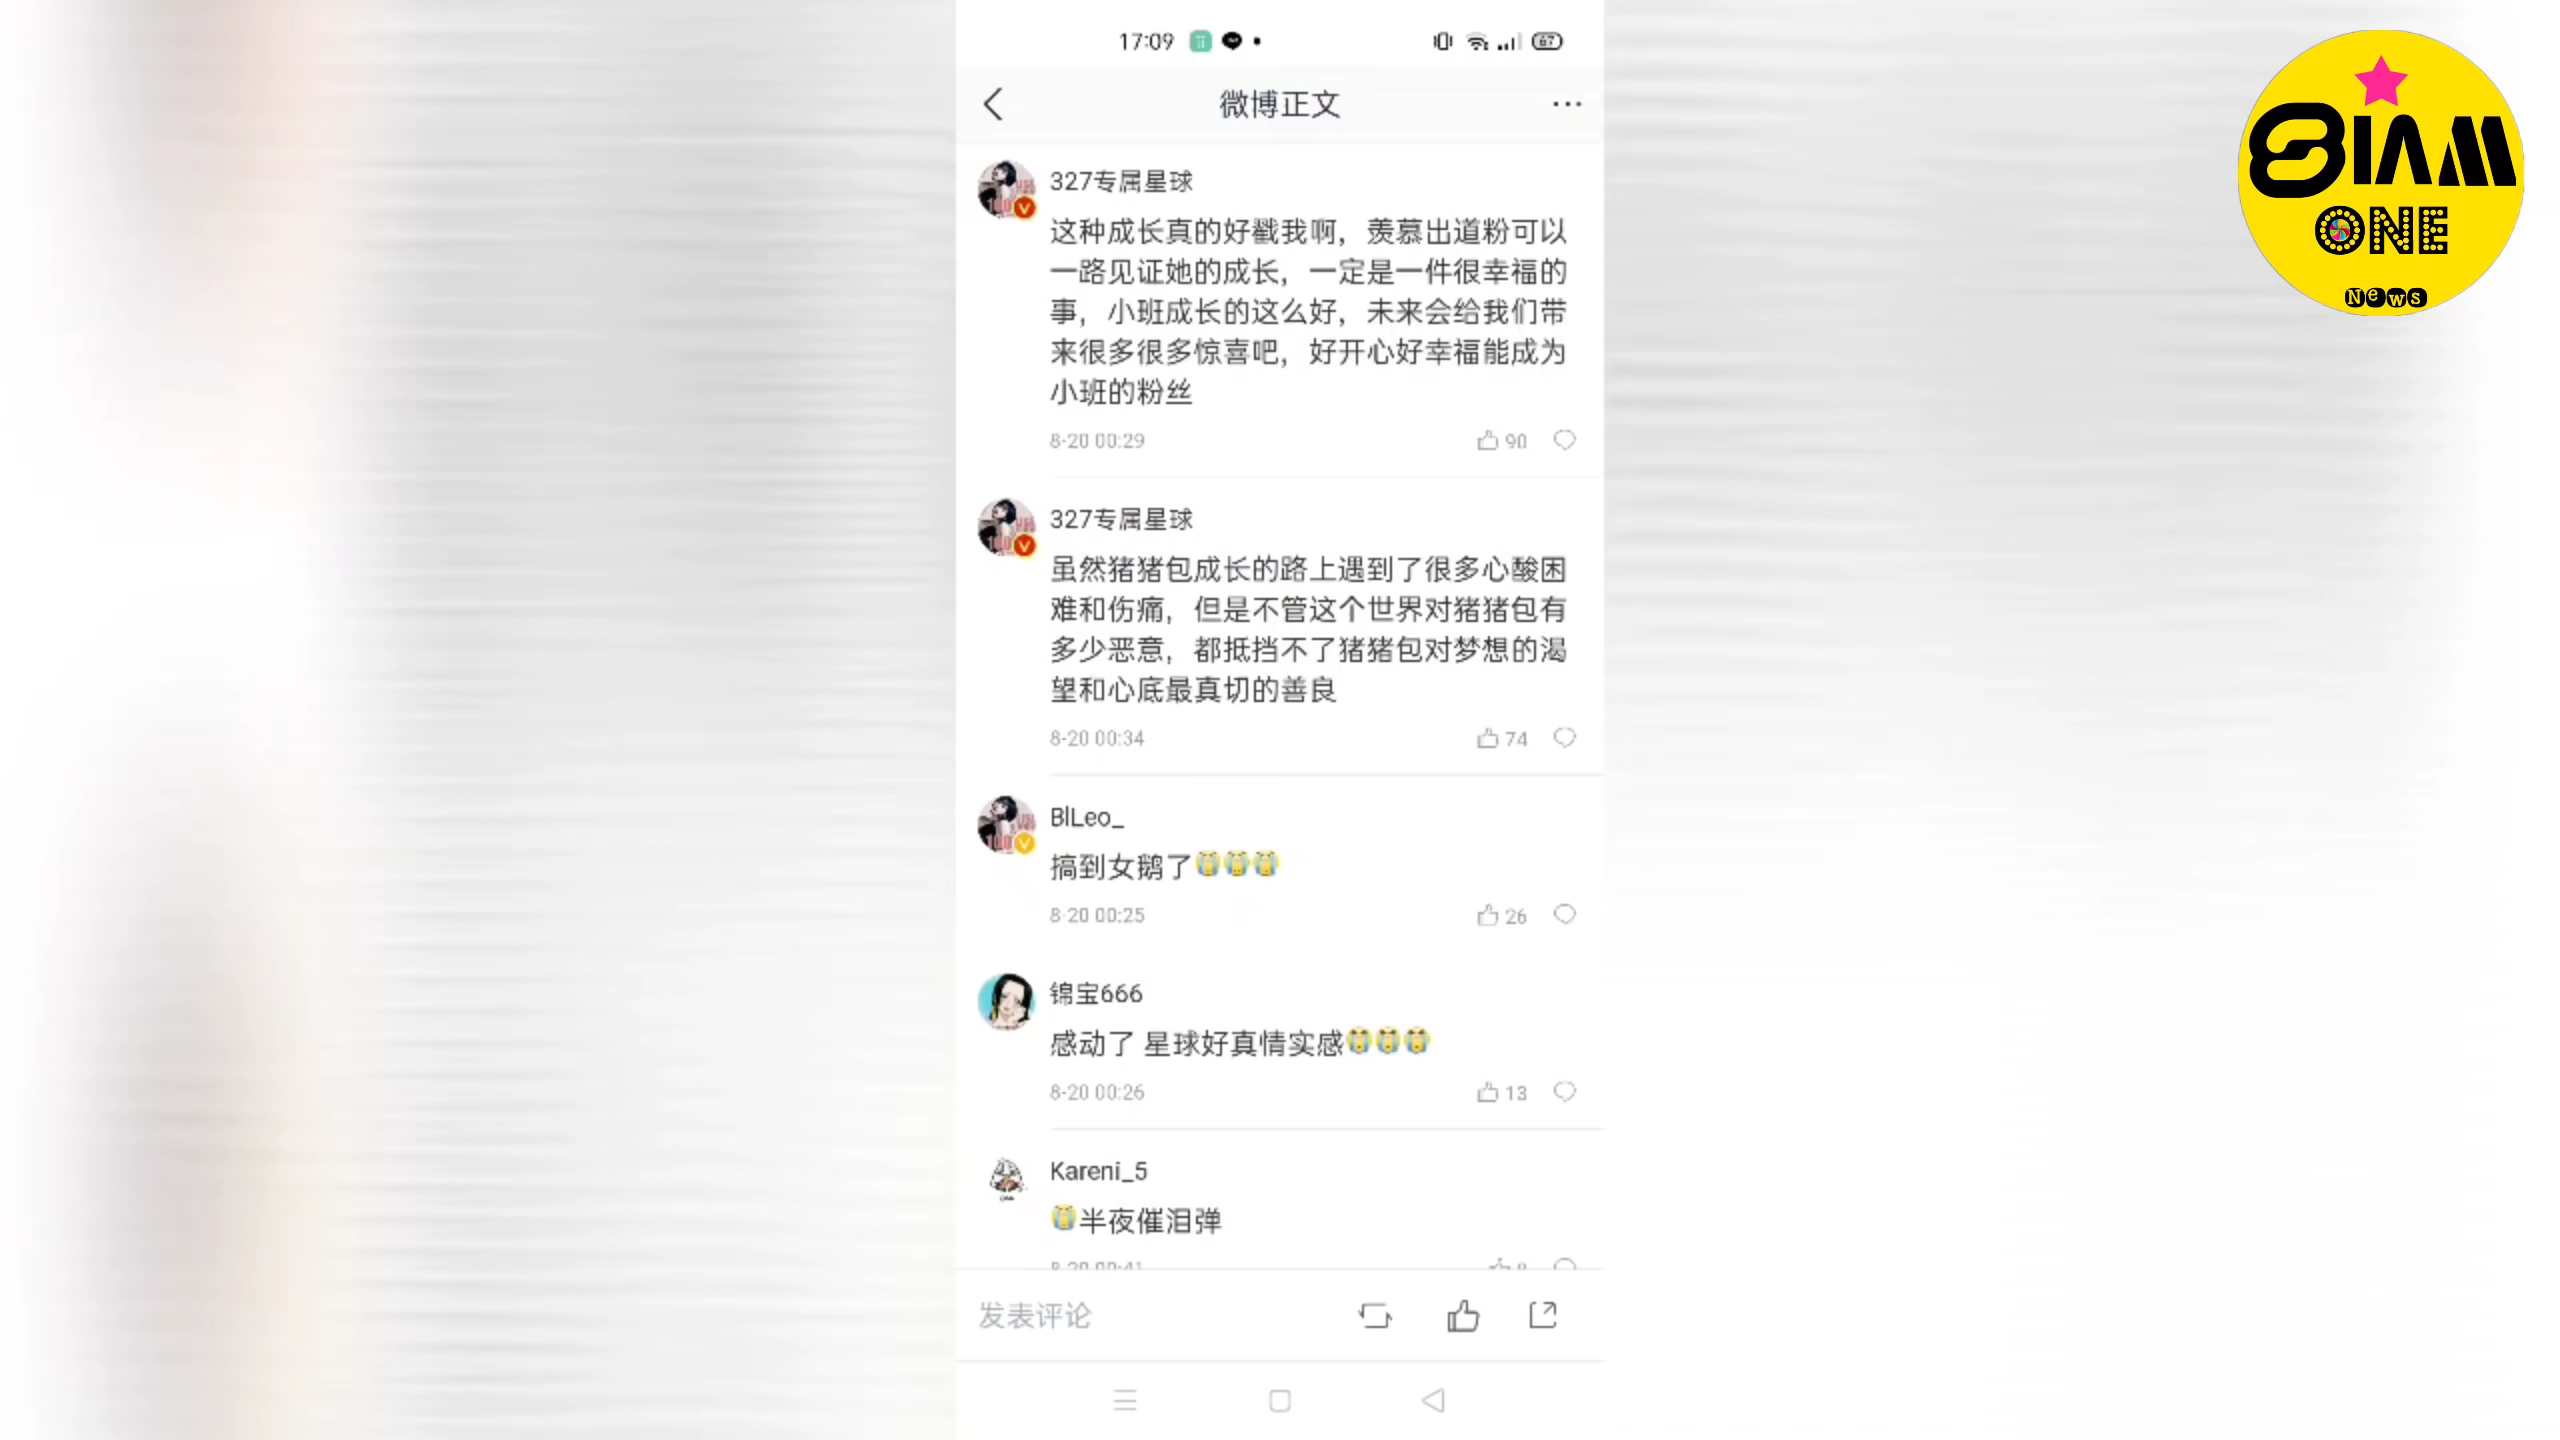 17:09
67
微博正文
327专属星球
这种成长真的好戳我啊，羡慕出道粉可以
一路见证她的成长，一定是一件很幸福的
事，小班成长的这么好，未来会给我们带
来很多很多惊喜吧，好开心好幸福能成为
小班的粉丝
8-20 00:29
90
327专属星球
虽然猪猪包成长的路上遇到了很多心酸困
难和伤痛，但是不管这个世界对猪猪包有
多少恶意，都抵挡不了猪猪包对梦想的渴
望和心底最真切的善良
8-20 00:34
74
BlLeo_
搞到女鹅了😭😭😭
8-20 00:25
26
锦宝666
感动了 星球好真情实感😭😭😭
8-20 00:26
13
Kareni_5
😭半夜催泪弹
8-20 00:41
8
发表评论
SIAM
ONE
News